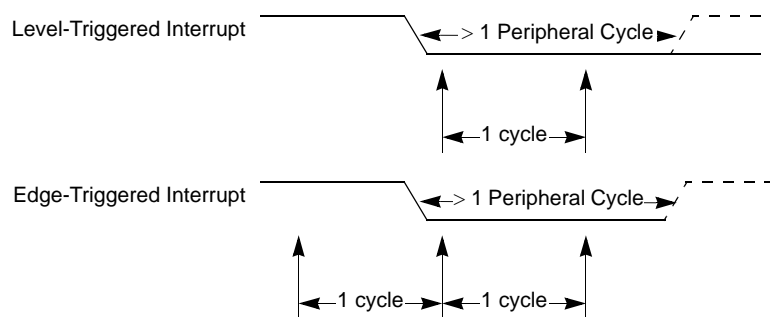 Level-Triggered Interrupt
> 1 Peripheral Cycle
1 cycle
Edge-Triggered Interrupt
> 1 Peripheral Cycle
1 cycle
1 cycle